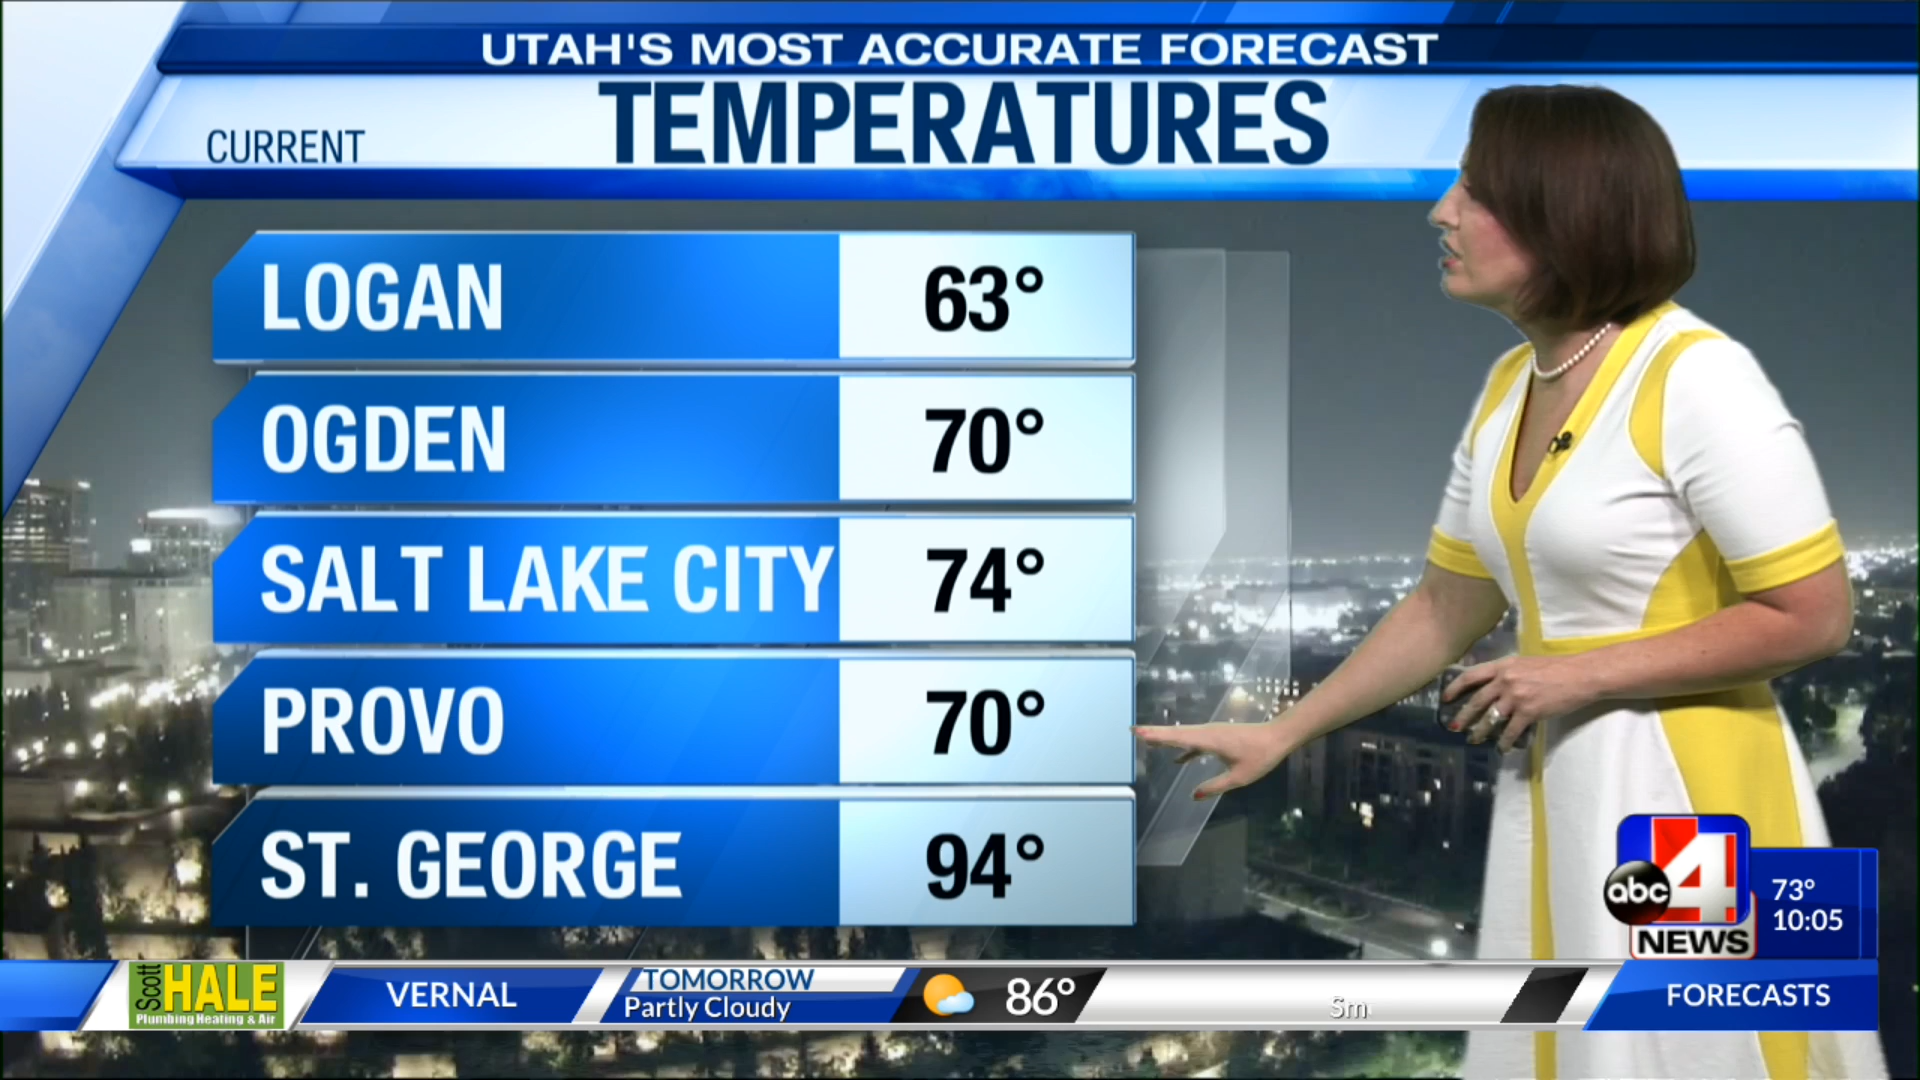 UTAH'S MOST ACCURATE FORECAST
CURRENT
TEMPERATURES
LOGAN 63°
OGDEN 70°
SALT LAKE CITY 74°
PROVO 70°
ST. GEORGE 94°
abc 4
NEWS
73°
10:05
Scott HALE
Plumbing Heating & Air
VERNAL
TOMORROW
Partly Cloudy
86°
FORECASTS